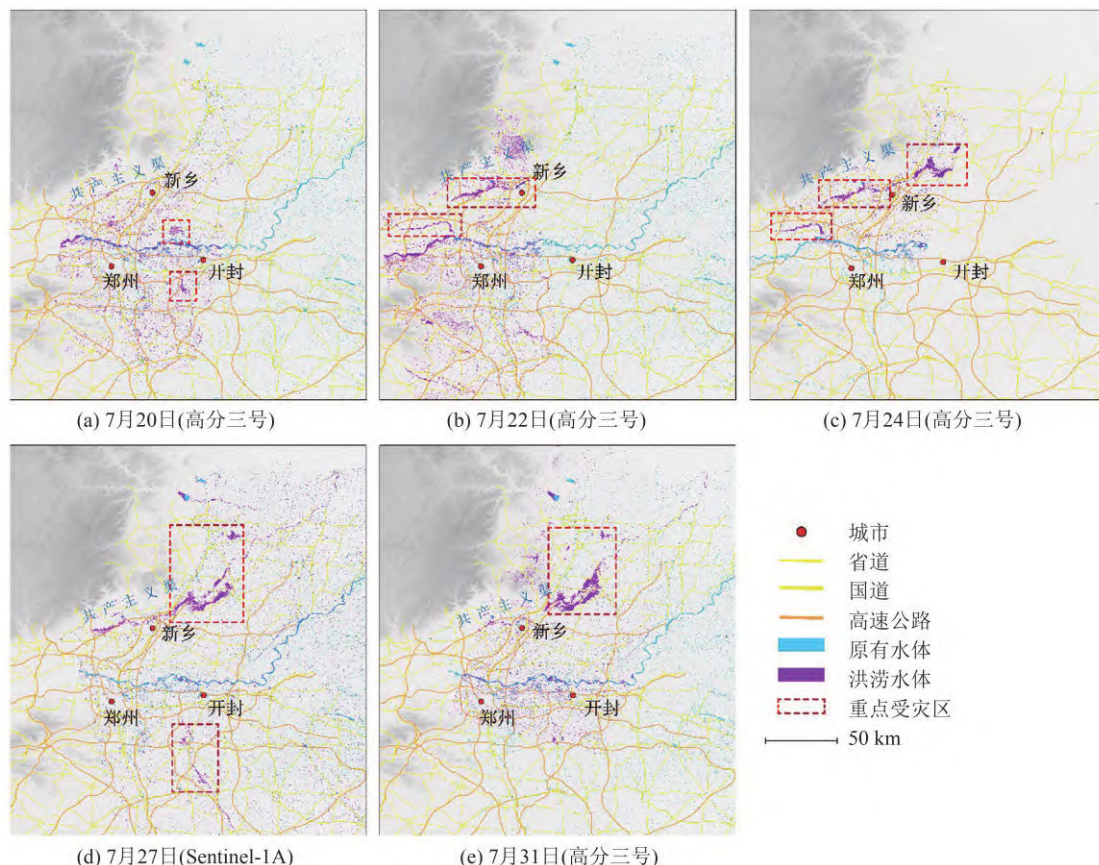 共产主义渠
新乡
郑州
开封
(a) 7月20日(高分三号)
共产主义渠
新乡
郑州
开封
(b) 7月22日(高分三号)
共产主义渠
新乡
郑州
开封
(c) 7月24日(高分三号)
共产主义渠
新乡
郑州
开封
(d) 7月27日(Sentinel-1A)
共产主义渠
新乡
郑州
开封
(e) 7月31日(高分三号)
城市
省道
国道
高速公路
原有水体
洪涝水体
重点受灾区
50 km